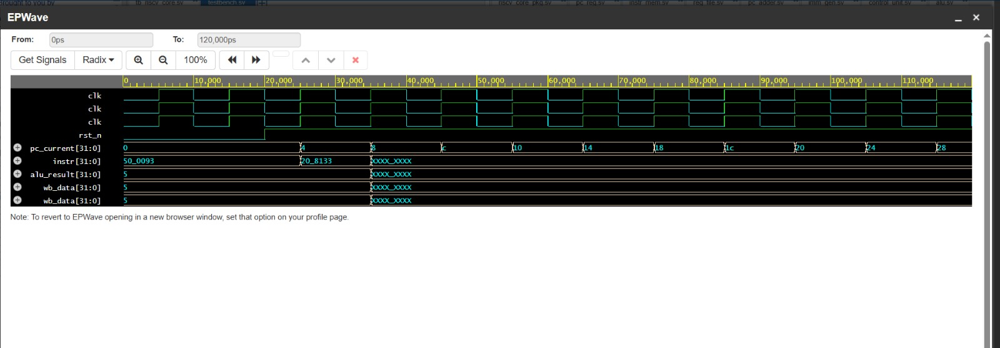 Brought to you by tb_riscv_core.sv testbench.sv riscv_core_pkg.sv pc_reg.sv instr_mem.sv reg_file.sv pc_adder.sv imm_gen.sv control_unit.sv alu.sv
EPWave
From: 0ps To: 120,000ps
Get Signals Radix 100%
0 10,000 20,000 30,000 40,000 50,000 60,000 70,000 80,000 90,000 100,000 110,000
clk
clk
clk
rst_n
pc_current[31:0] 0 4 8 c 10 14 18 1c 20 24 28
instr[31:0] 50_0093 20_8133 XXXX_XXXX
alu_result[31:0] 5 XXXX_XXXX
wb_data[31:0] 5 XXXX_XXXX
wb_data[31:0] 5 XXXX_XXXX
Note: To revert to EPWave opening in a new browser window, set that option on your profile page.